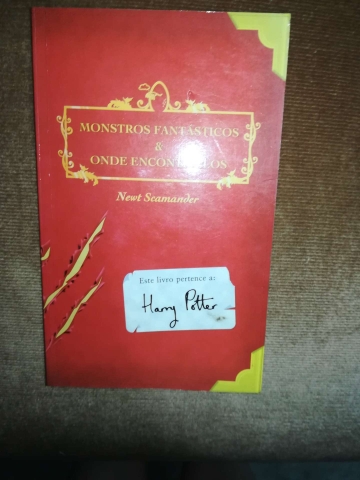 MONSTROS FANTÁSTICOS
&
ONDE ENCONTRÁ-LOS
Newt Scamander
Este livro pertence a:
Harry Potter